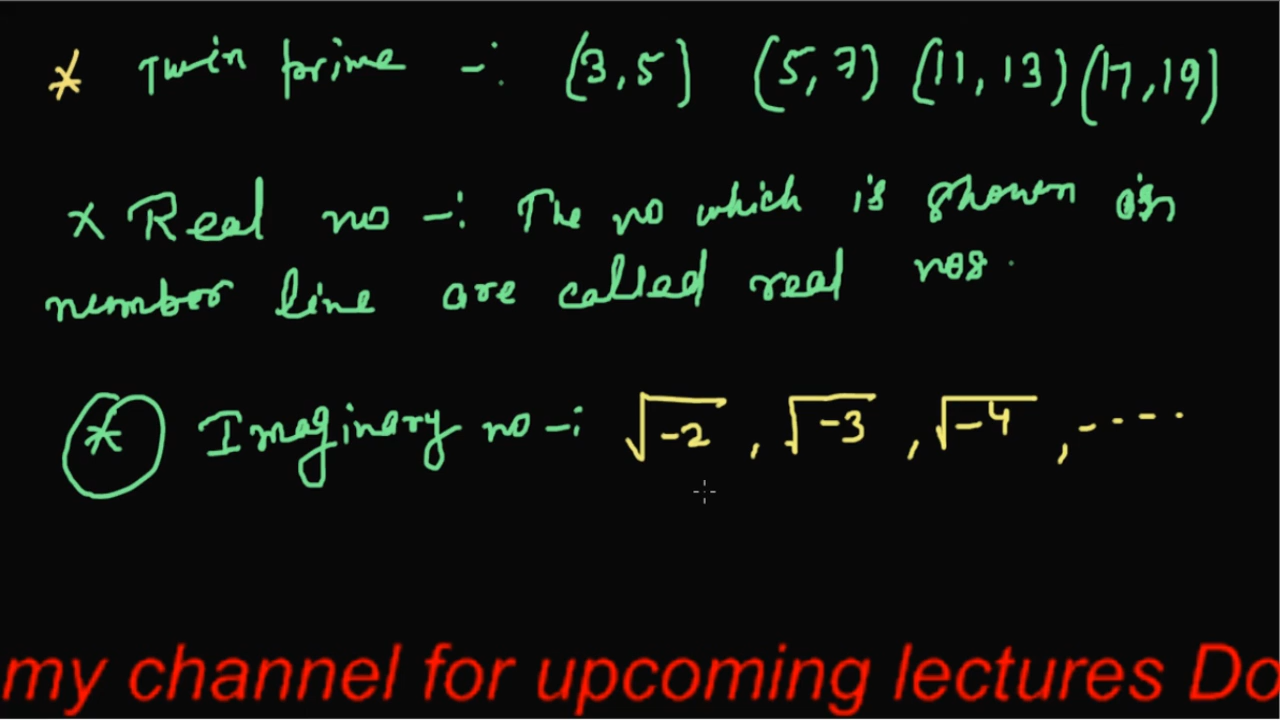 * Twin prime -: (3,5) (5,7) (11,13) (17,19)
* Real no -: The no which is shown on
number line are called real nos.
* Imaginary no -: √-2, √-3, √-4, -----
my channel for upcoming lectures Do